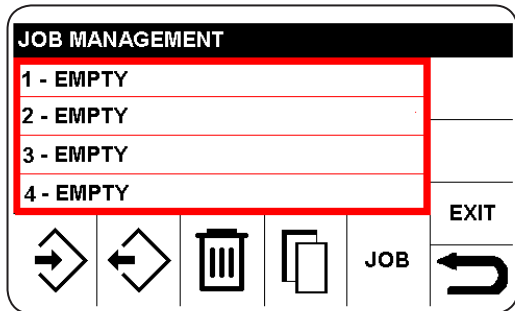 JOB MANAGEMENT
1 - EMPTY
2 - EMPTY
3 - EMPTY
4 - EMPTY
EXIT
JOB